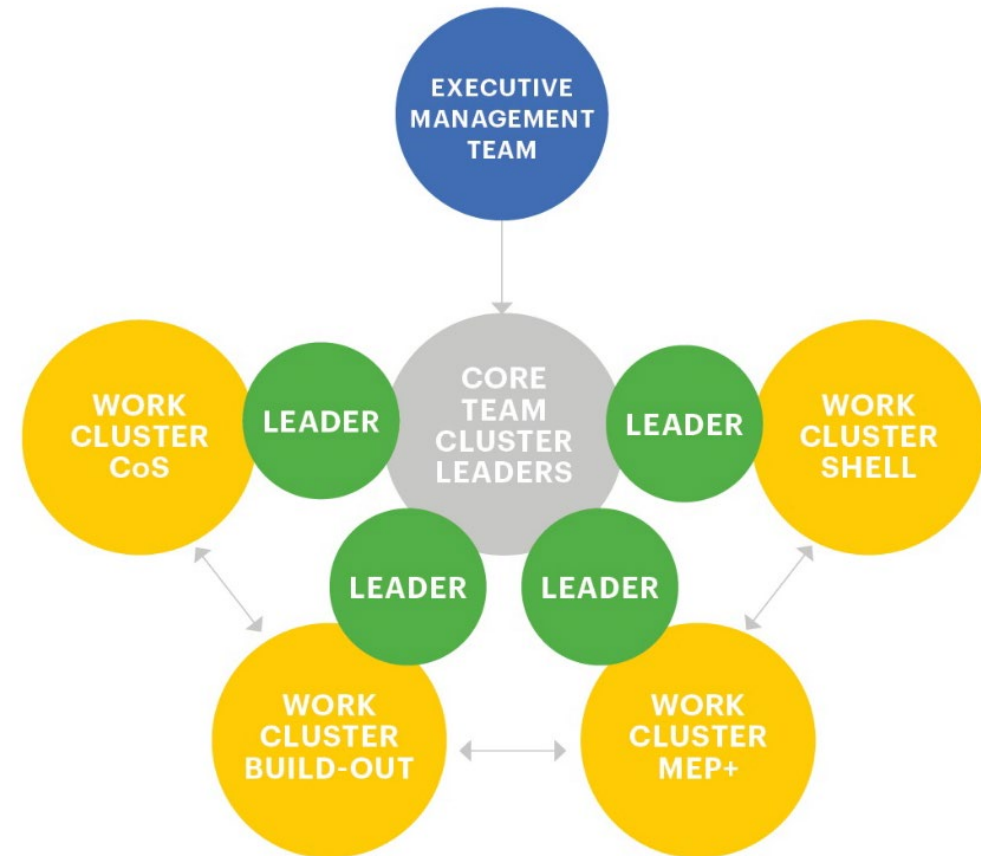 EXECUTIVE
MANAGEMENT
TEAM
CORE
TEAM
CLUSTER
LEADERS
WORK
CLUSTER
CoS
LEADER
LEADER
WORK
CLUSTER
SHELL
LEADER
LEADER
WORK
CLUSTER
BUILD-OUT
WORK
CLUSTER
MEP+